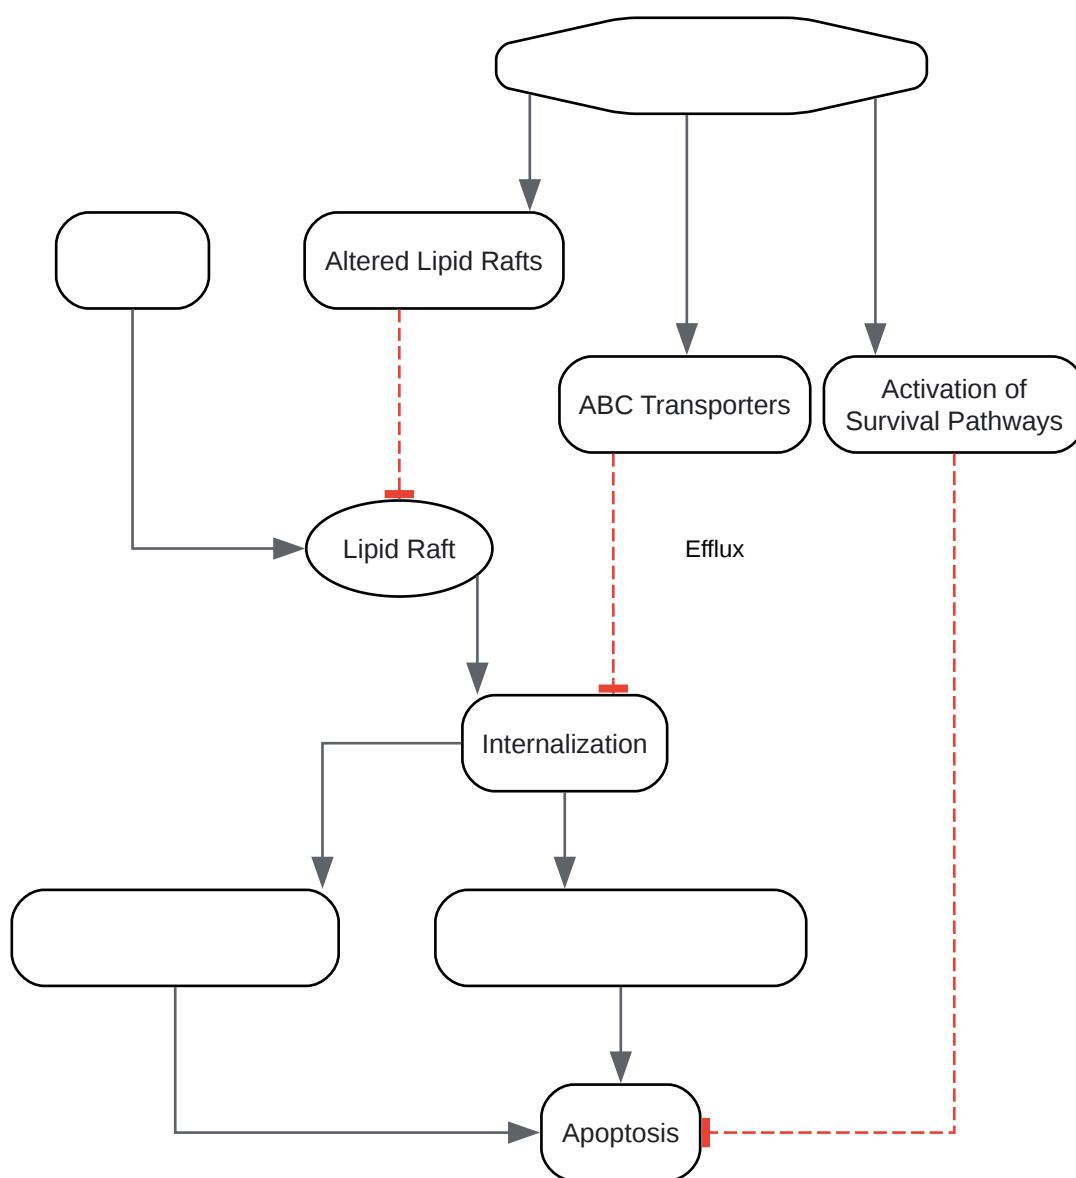 Altered Lipid Rafts
ABC Transporters
Activation of
Survival Pathways
Lipid Raft
Efflux
Internalization
Apoptosis